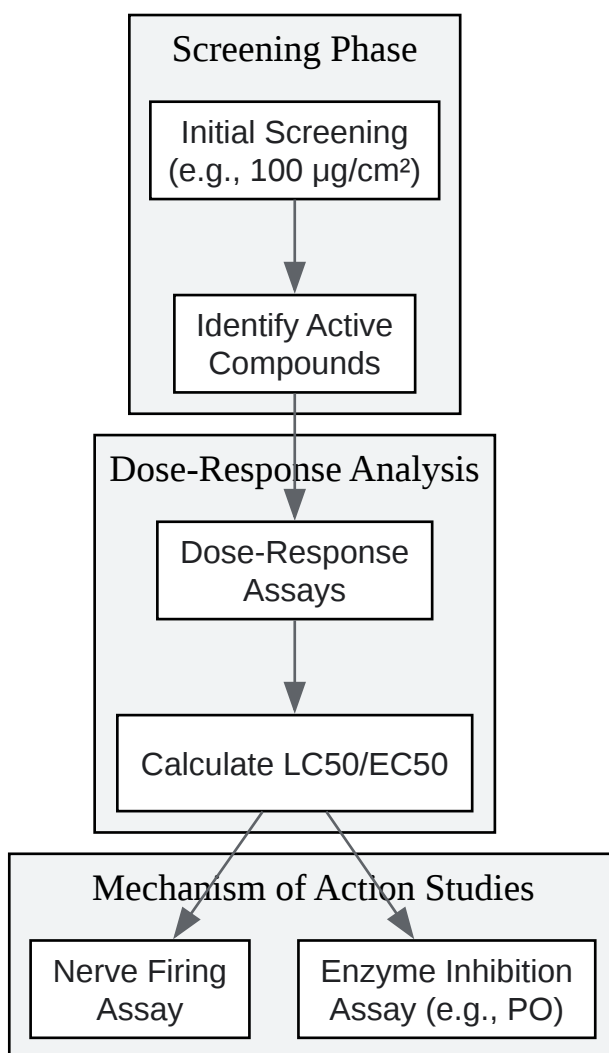 Screening Phase
Initial Screening
(e.g., 100 µg/cm²)
Identify Active
Compounds
Dose-Response Analysis
Dose-Response
Assays
Calculate LC50/EC50
Mechanism of Action Studies
Nerve Firing
Assay
Enzyme Inhibition
Assay (e.g., PO)